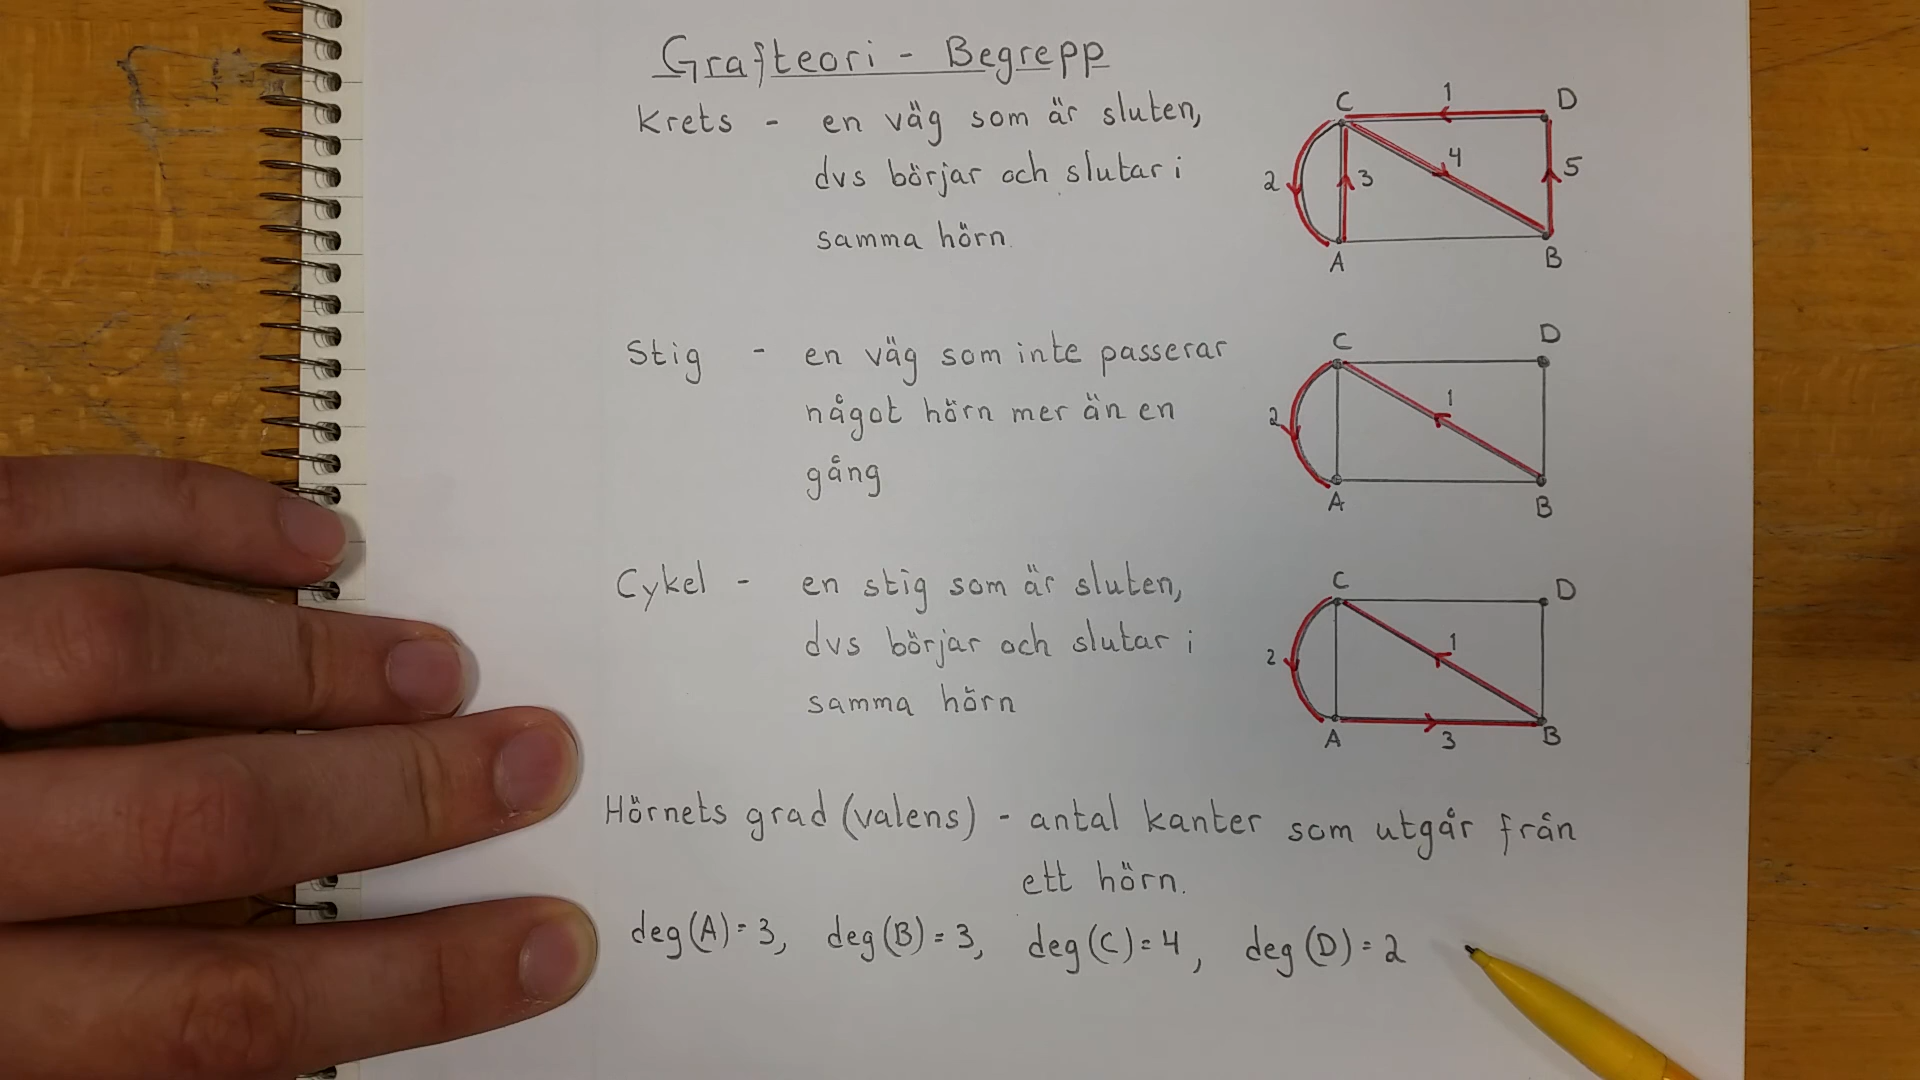 Grafteori - Begrepp
Krets - en väg som är sluten,
dvs börjar och slutar i
samma hörn.
C 1 D
2 3 4 5
A B
Stig - en väg som inte passerar
något hörn mer än en
gång
C D
2 1
A B
Cykel - en stig som är sluten,
dvs börjar och slutar i
samma hörn
C D
2 1
A 3 B
Hörnets grad (valens) - antal kanter som utgår från
ett hörn.
deg(A)=3, deg(B)=3, deg(C)=4, deg(D)=2